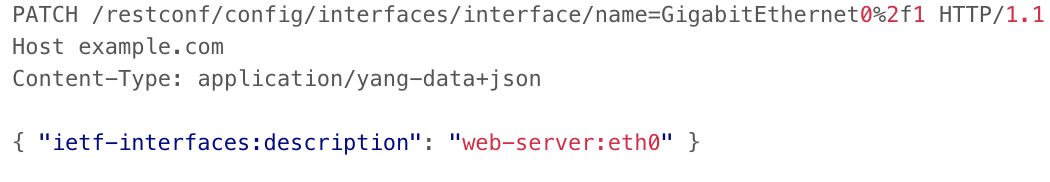 PATCH /restconf/config/interfaces/interface/name=GigabitEthernet0%2f1 HTTP/1.1
Host example.com
Content-Type: application/yang-data+json
{ "ietf-interfaces:description": "web-server:eth0" }